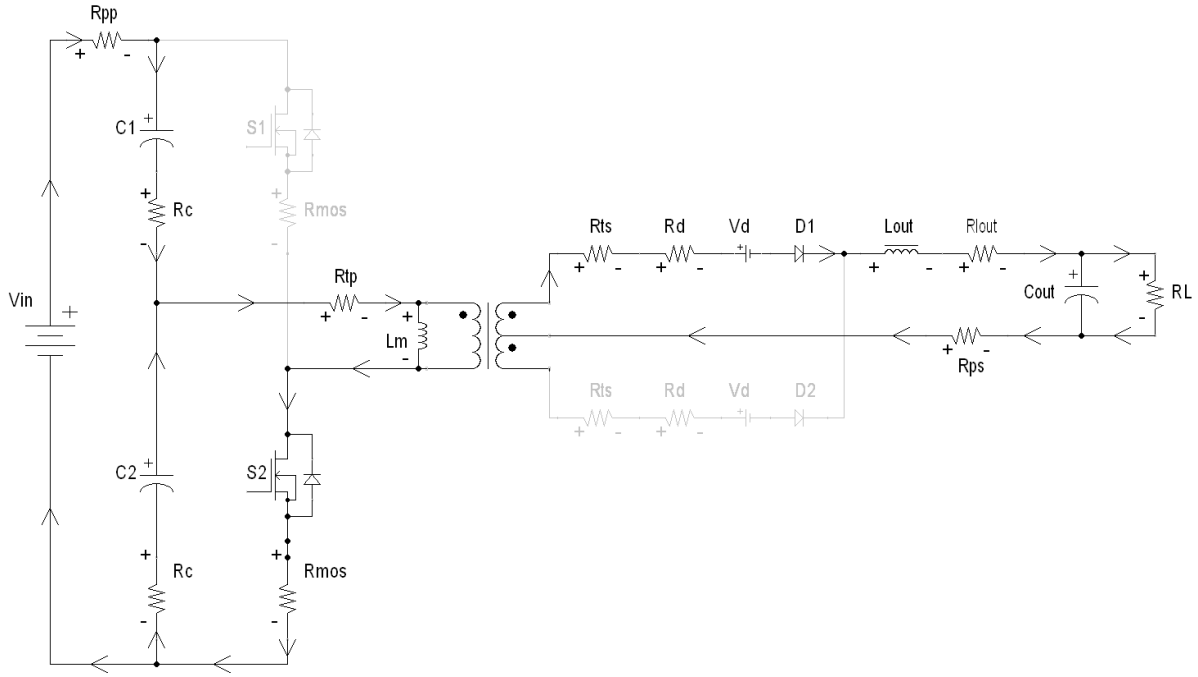 Rpp
+ -
C1 +
S1
+ Rc -
+ Rmos -
Vin +
Rtp
+ -
Lm + -
Rts Rd Vd D1 Lout Rlout
+ - + - + + - + -
Cout + + RL -
Rps
+ -
Rts Rd Vd D2
+ - + - +
C2 +
S2
+ Rc -
+ Rmos -